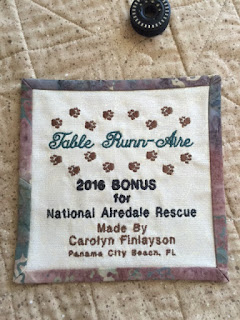 Table Runn-Aire
2016 BONUS
for
National Airedale Rescue
Made By
Carolyn Finlayson
Panama City Beach, FL